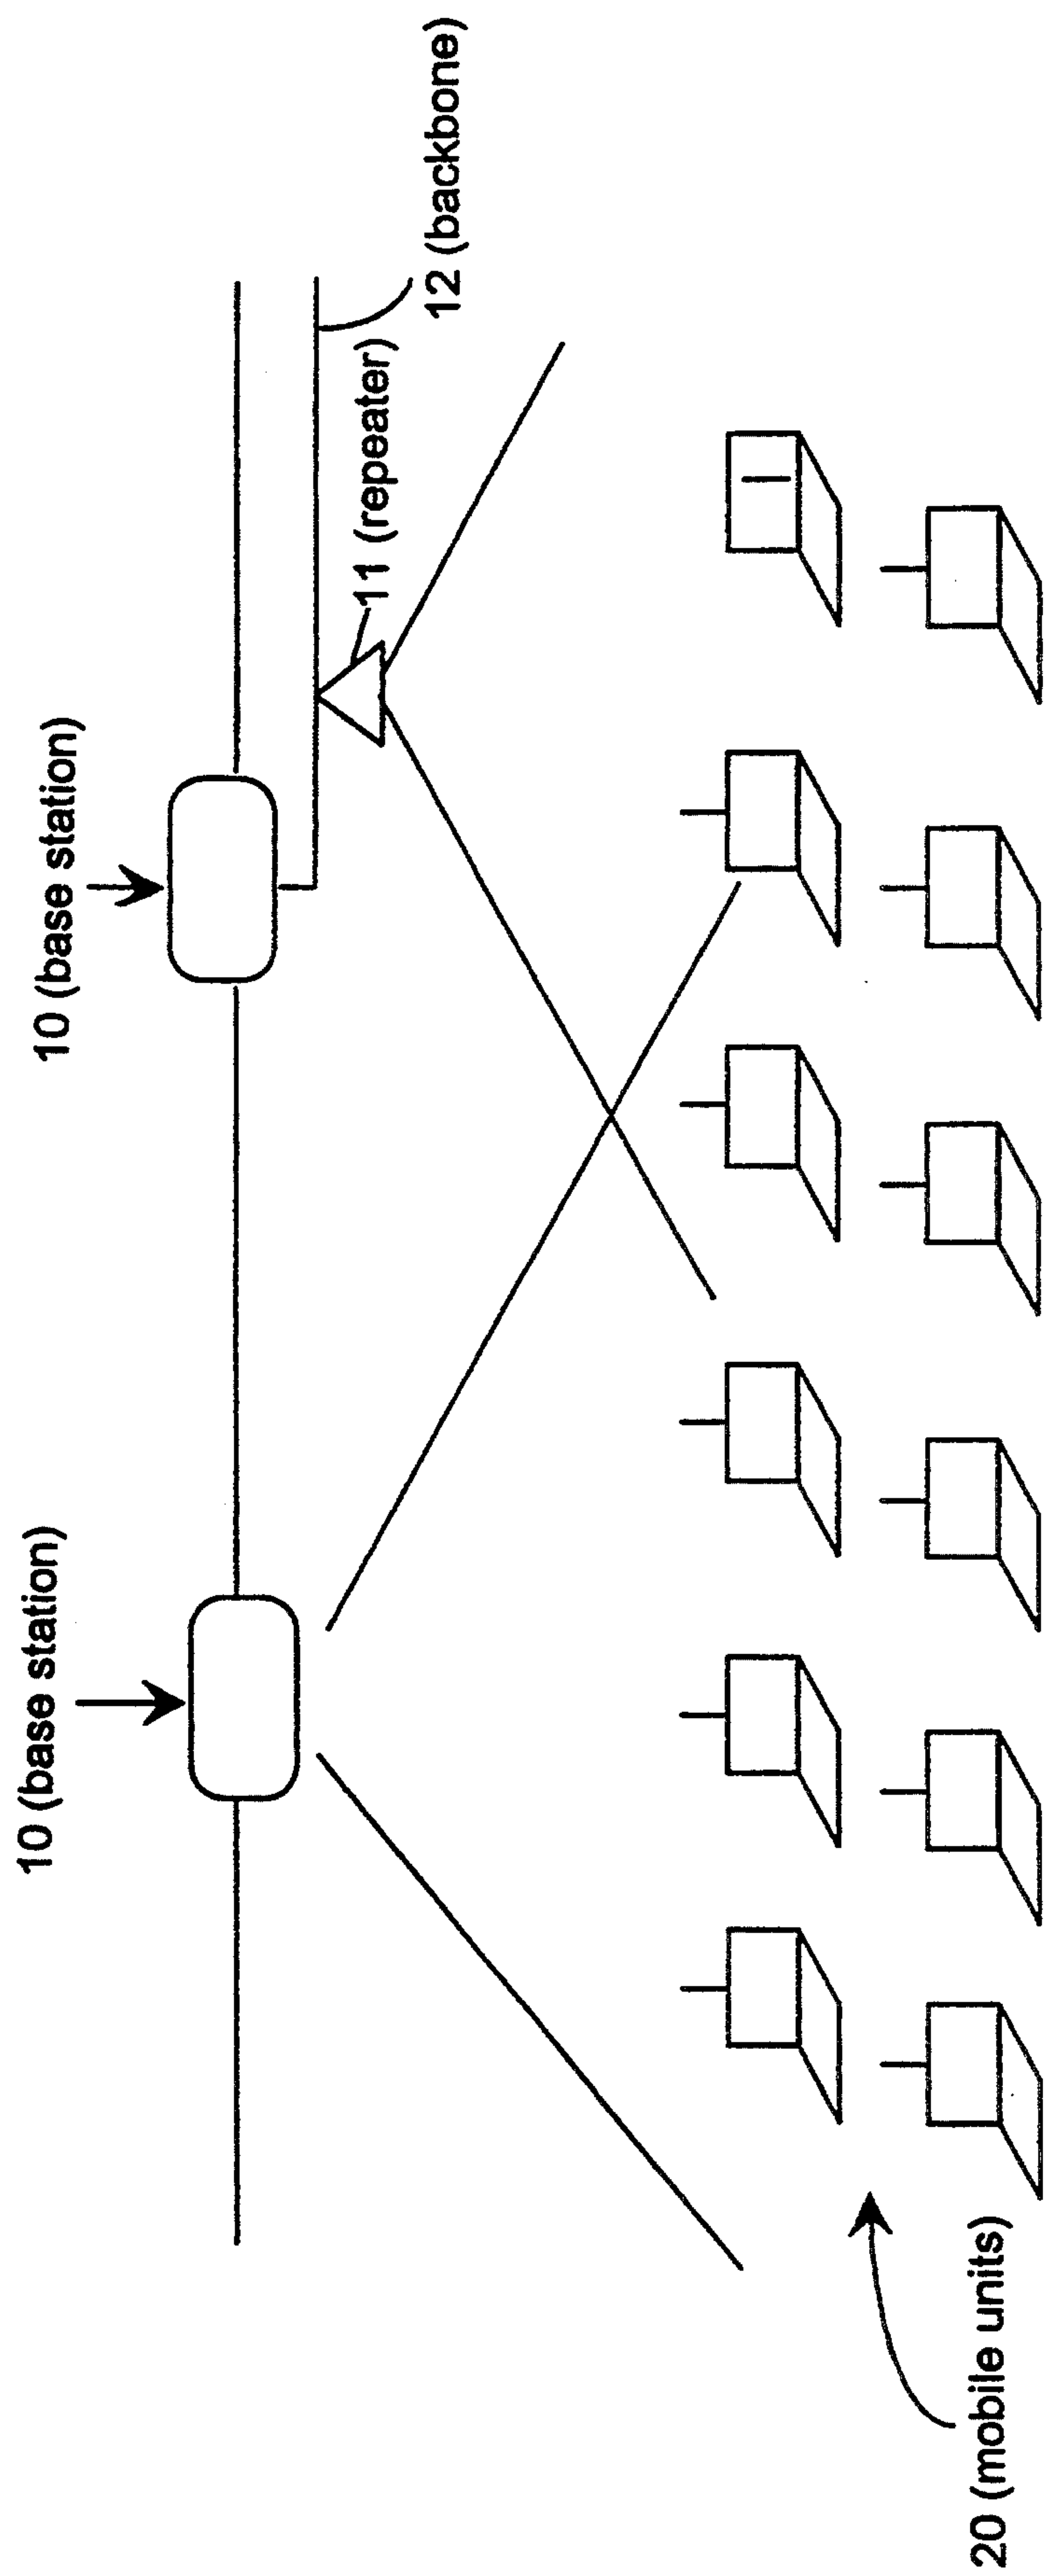 10 (base station)
10 (base station)
11 (repeater)
12 (backbone)
20 (mobile units)